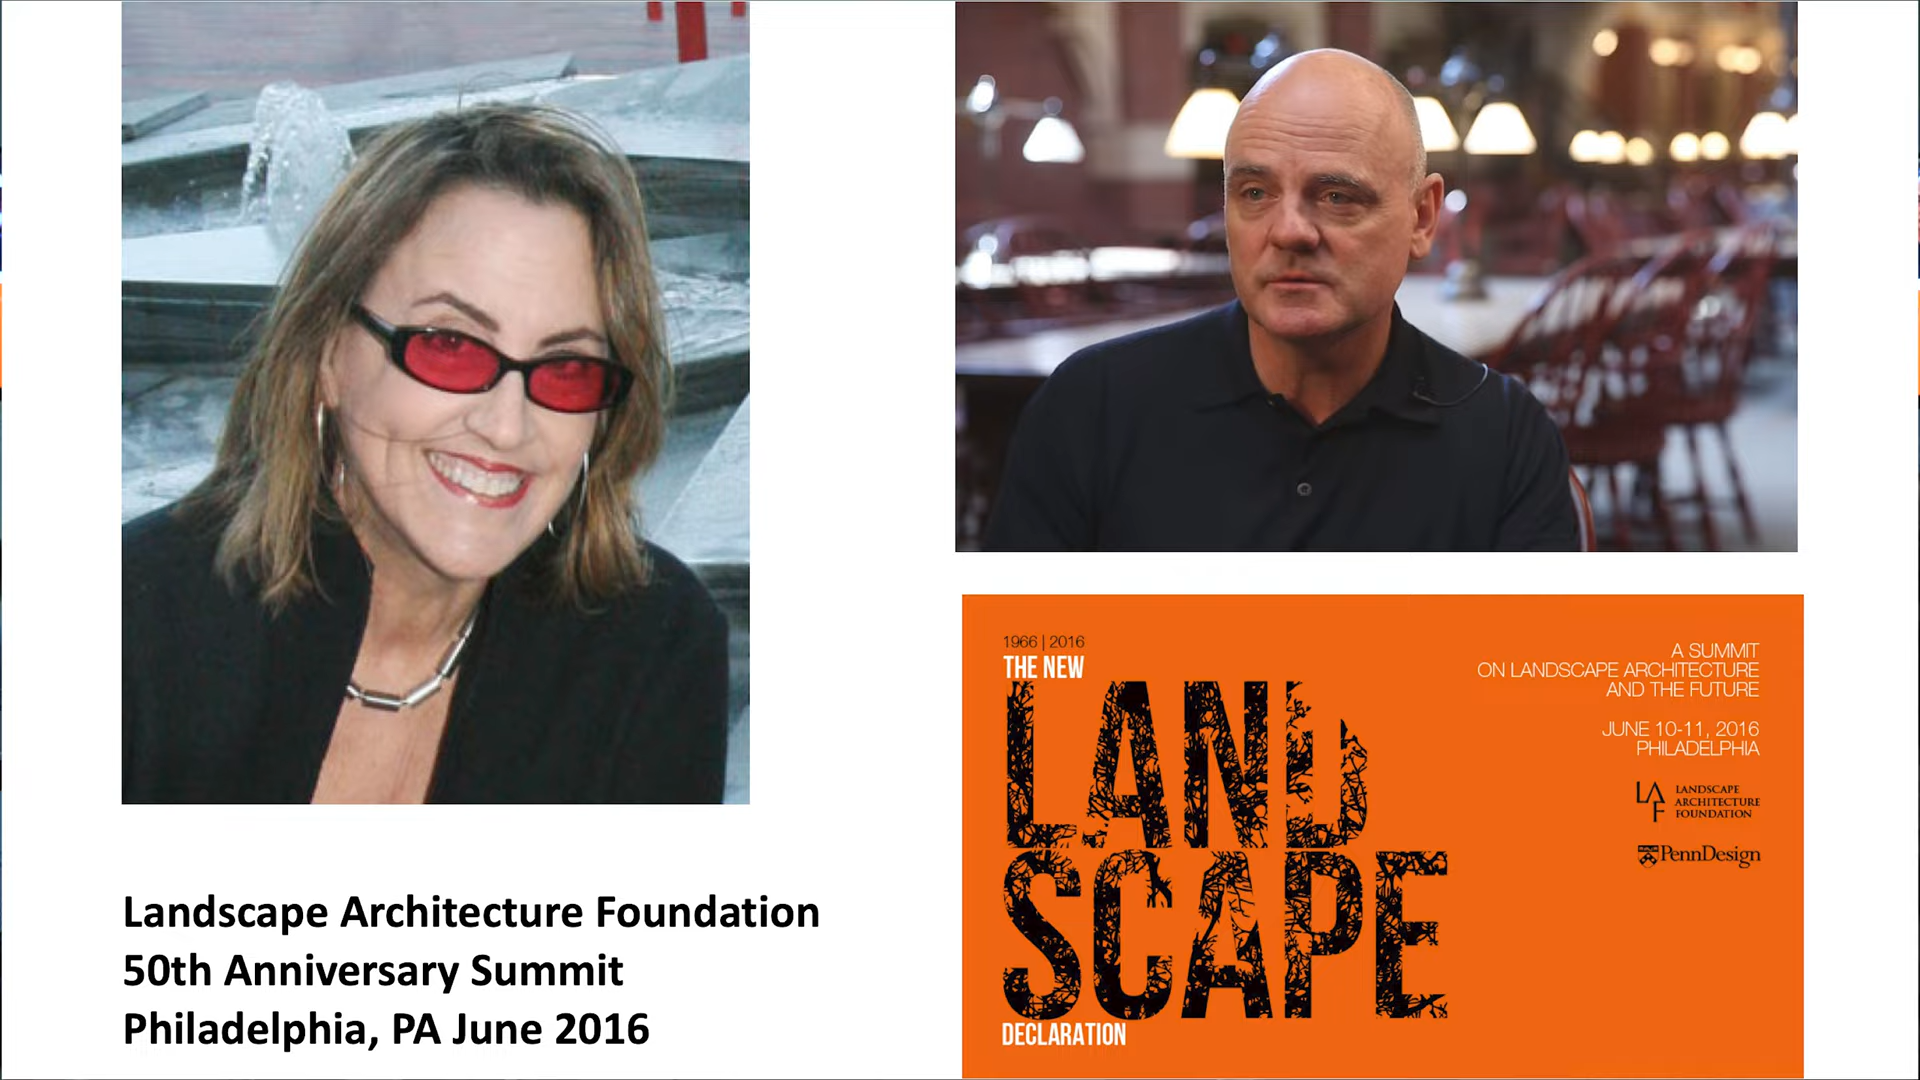 Landscape Architecture Foundation
50th Anniversary Summit
Philadelphia, PA June 2016
1966 | 2016
THE NEW
LAND
SCAPE
DECLARATION
A SUMMIT
ON LANDSCAPE ARCHITECTURE
AND THE FUTURE
JUNE 10-11, 2016
PHILADELPHIA
LAF
LANDSCAPE
ARCHITECTURE
FOUNDATION
PennDesign